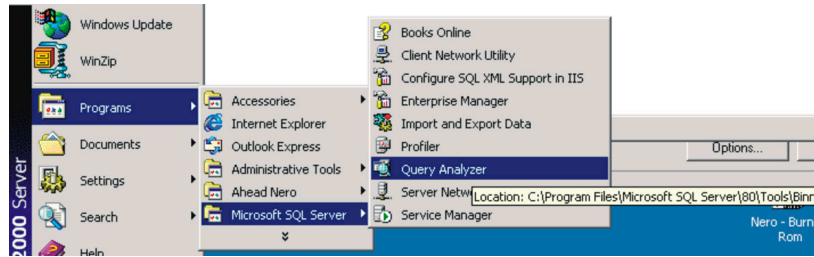 Windows Update
WinZip
Programs
Documents
Settings
Search
Help
2000 Server
Accessories
Internet Explorer
Outlook Express
Administrative Tools
Ahead Nero
Microsoft SQL Server
Books Online
Client Network Utility
Configure SQL XML Support in IIS
Enterprise Manager
Import and Export Data
Profiler
Query Analyzer
Server Netw
Location: C:\Program Files\Microsoft SQL Server\80\Tools\Binn
Service Manager
Options...
Nero - Burn
Rom